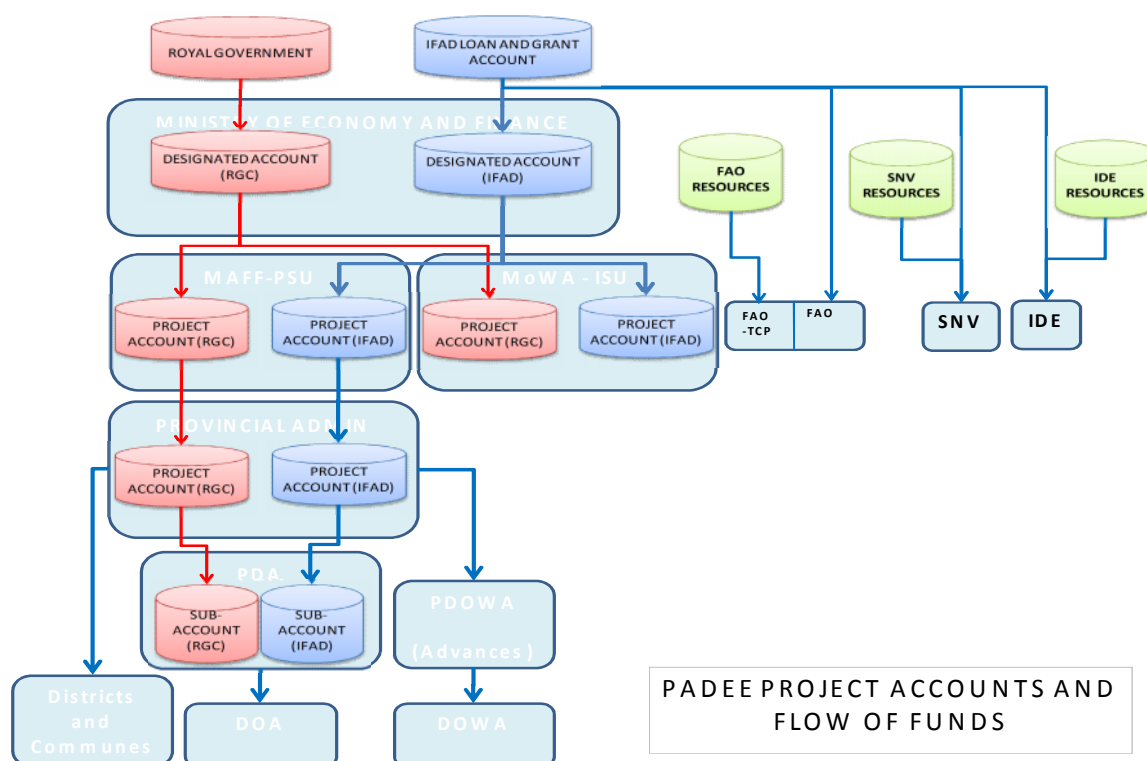 ROYAL GOVERNMENT
IFAD LOAN AND GRANT
ACCOUNT
MINISTRY OF ECONOMY AND FINANCE
DESIGNATED ACCOUNT
(RGC)
DESIGNATED ACCOUNT
(IFAD)
FAO
RESOURCES
SNV
RESOURCES
IDE
RESOURCES
MAFF-PSU
MoWA - ISU
PROJECT
ACCOUNT (RGC)
PROJECT
ACCOUNT (IFAD)
PROJECT
ACCOUNT (RGC)
PROJECT
ACCOUNT (IFAD)
FAO
-TCP
FAO
SNV
IDE
PROVINCIAL ADMIN
PROJECT
ACCOUNT (RGC)
PROJECT
ACCOUNT (IFAD)
PDA
SUB-
ACCOUNT
(RGC)
SUB-
ACCOUNT
(IFAD)
PDOWA
(Advances)
Districts
and
Communes
DOA
DOWA
PADEE PROJECT ACCOUNTS AND
FLOW OF FUNDS